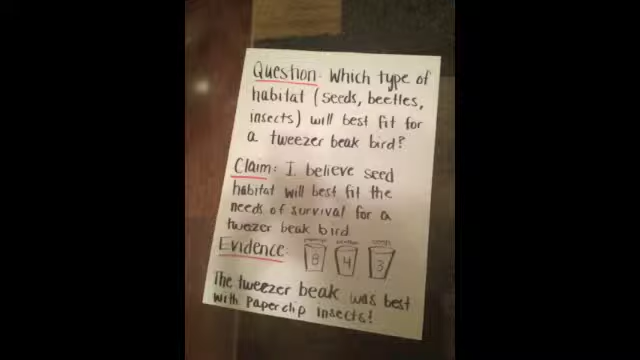 Question: Which type of
habitat (seeds, beetles,
insects) will best fit for
a tweezer beak bird?
Claim: I believe seed
habitat will best fit the
needs of survival for a
twezer beak bird
Evidence:
8 4 3
The tweezer beak was best
with paperclip insects!